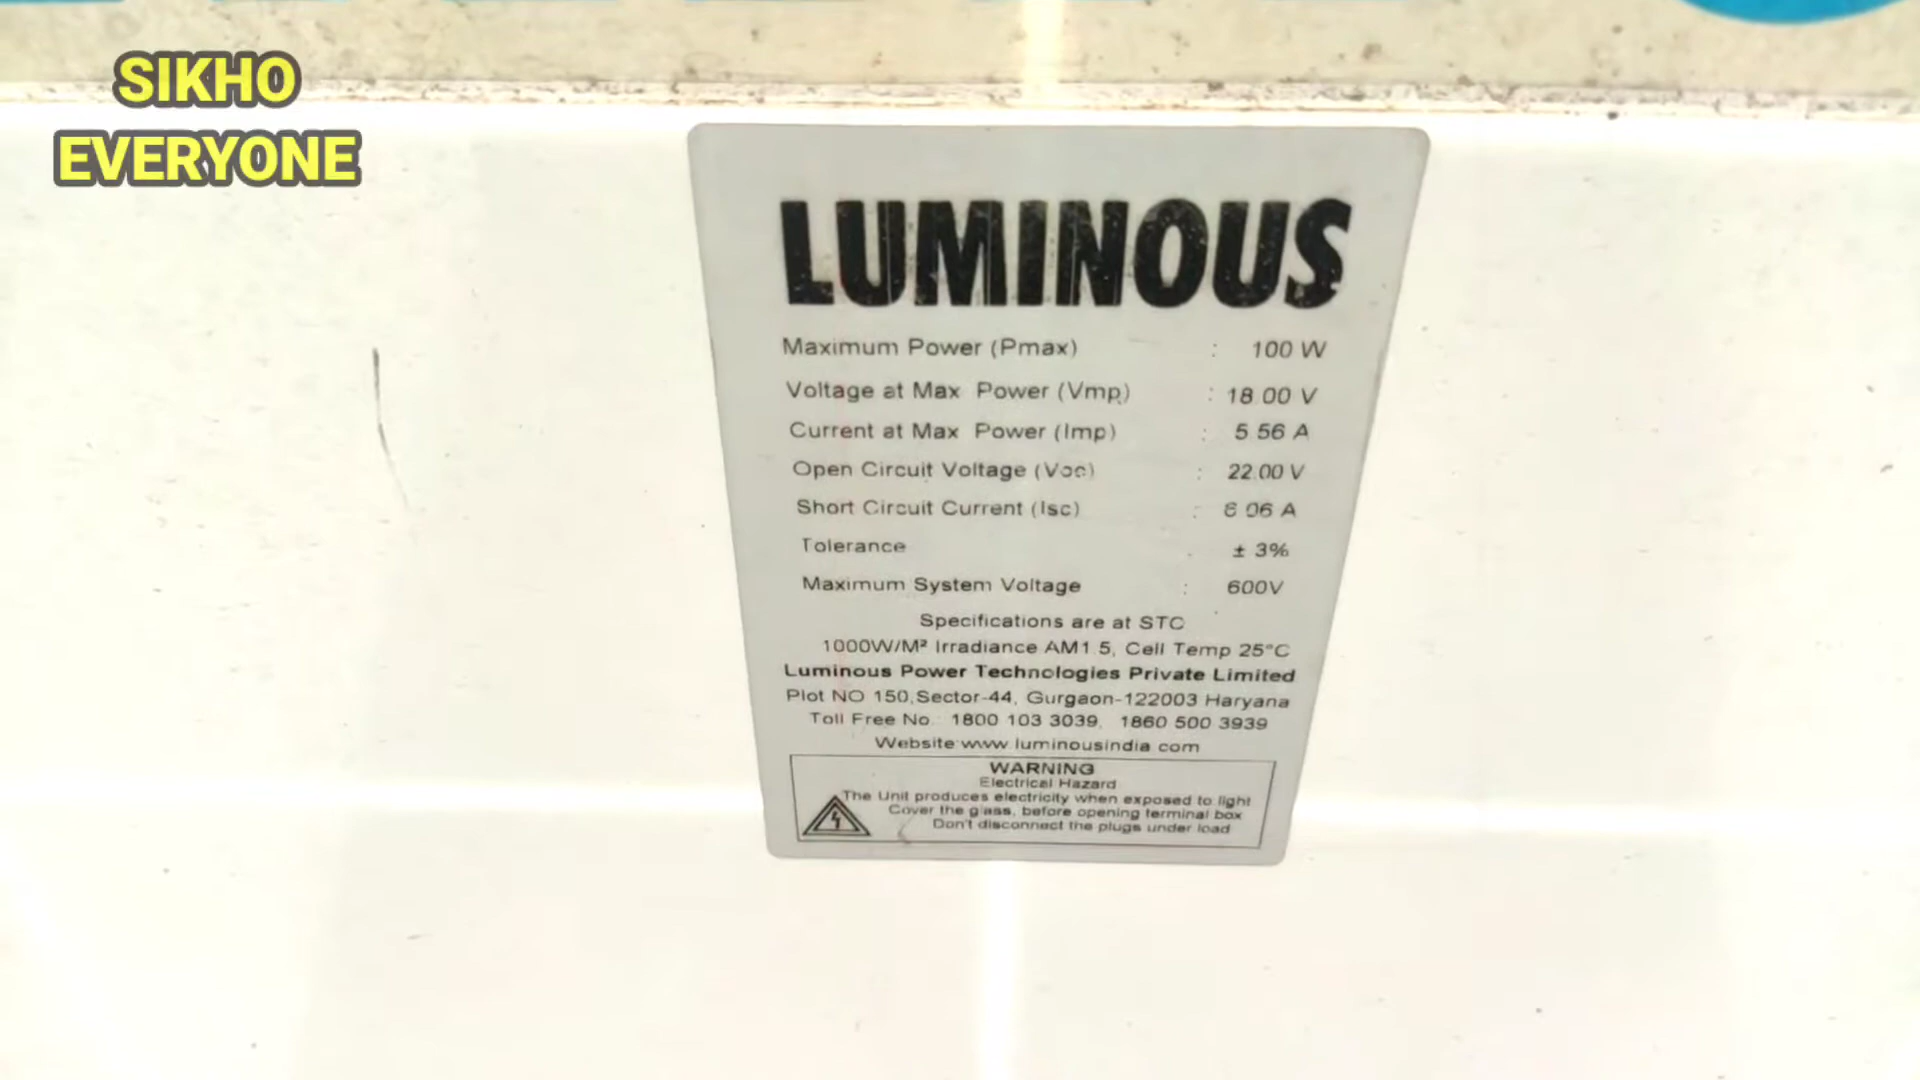 SIKHO
EVERYONE
LUMINOUS
Maximum Power (Pmax) : 100 W
Voltage at Max Power (Vmp) : 18.00 V
Current at Max Power (Imp) : 5.56 A
Open Circuit Voltage (Voc) : 22.00 V
Short Circuit Current (Isc) : 6.06 A
Tolerance : ± 3%
Maximum System Voltage : 600V
Specifications are at STC
1000W/M² Irradiance AM1.5, Cell Temp 25°C
Luminous Power Technologies Private Limited
Plot NO 150,Sector-44, Gurgaon-122003 Haryana
Toll Free No.: 1800 103 3039, 1860 500 3939
Website:www.luminousindia.com
WARNING
Electrical Hazard
The Unit produces electricity when exposed to light
Cover the glass, before opening terminal box
Don't disconnect the plugs under load